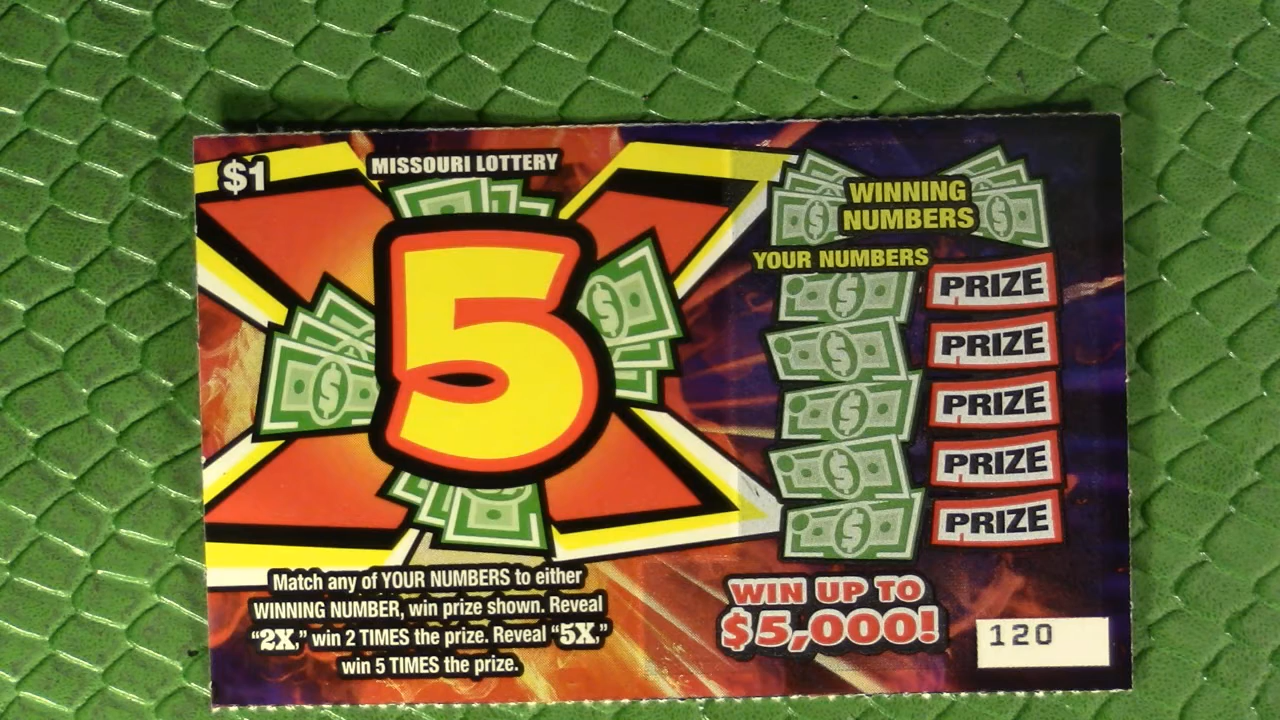 $1
MISSOURI LOTTERY
5
X
WINNING
NUMBERS
YOUR NUMBERS
PRIZE
PRIZE
PRIZE
PRIZE
PRIZE
Match any of YOUR NUMBERS to either
WINNING NUMBER, win prize shown. Reveal
“2X,” win 2 TIMES the prize. Reveal “5X,”
win 5 TIMES the prize.
WIN UP TO
$5,000!
120